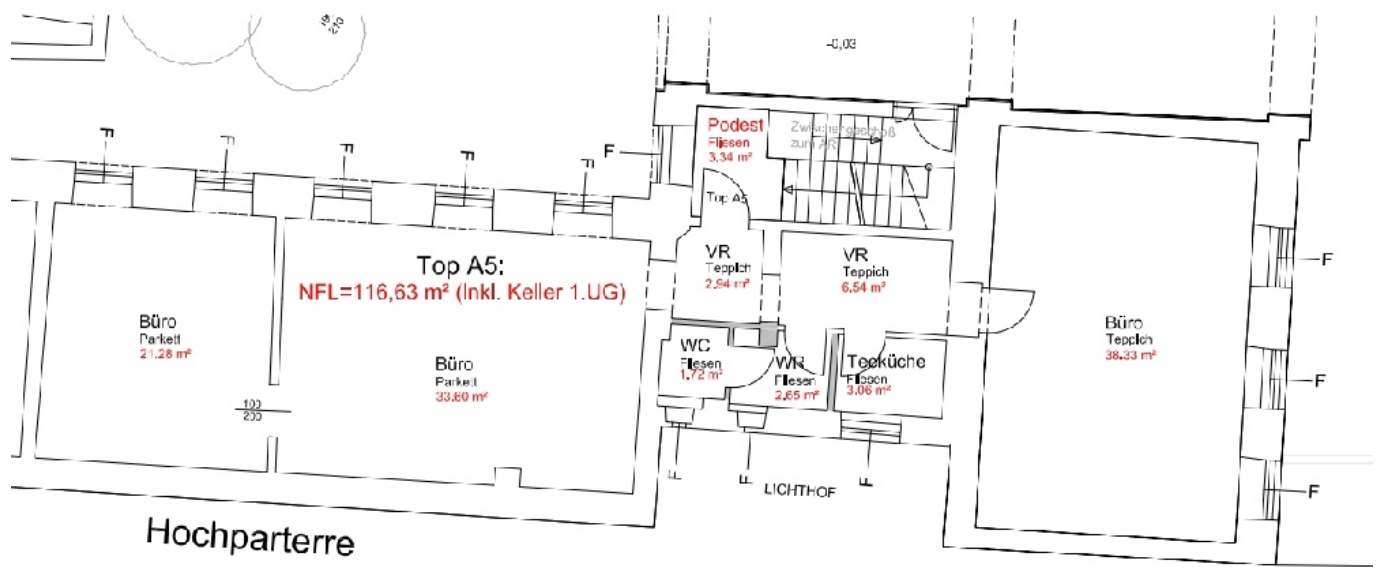 -0,03
Podest
Fliesen
3.34 m²
Zwischengeschoß
zum AR
Top A5
F
F
F
F
F
F
Top A5:
NFL=116,63 m² (Inkl. Keller 1.UG)
VR
Teppich
2.94 m²
VR
Teppich
6.54 m²
F
Büro
Parkett
21.28 m²
Büro
Parkett
33.60 m²
WC
Fliesen
1.72 m²
WR
Fliesen
2.65 m²
Teeküche
Fliesen
3.06 m²
Büro
Teppich
38.33 m²
F
100
200
F
F
F
LICHTHOF
F
Hochparterre